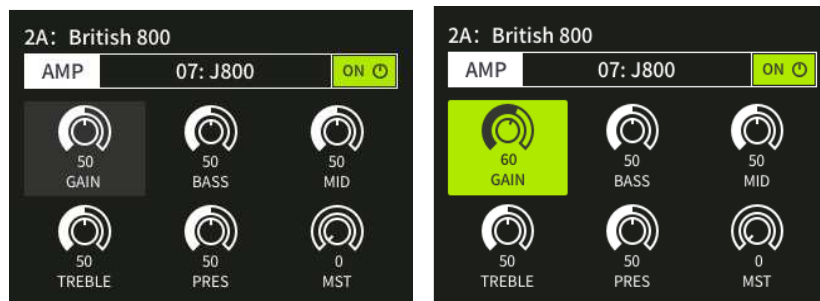 2A: British 800
AMP 07: J800 ON
50 50 50
GAIN BASS MID
50 50 0
TREBLE PRES MST
2A: British 800
AMP 07: J800 ON
60 50 50
GAIN BASS MID
50 50 0
TREBLE PRES MST